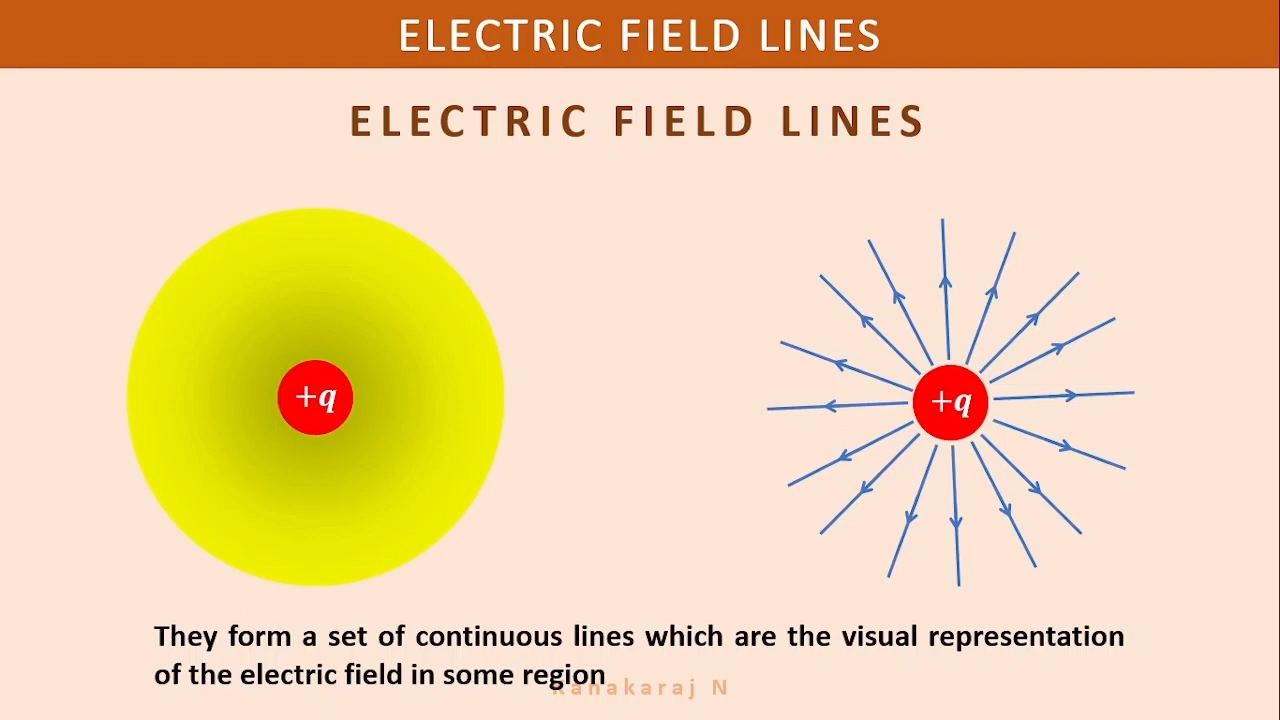 ELECTRIC FIELD LINES
ELECTRIC FIELD LINES
+q
+q
They form a set of continuous lines which are the visual representation
of the electric field in some region
Kanakaraj N